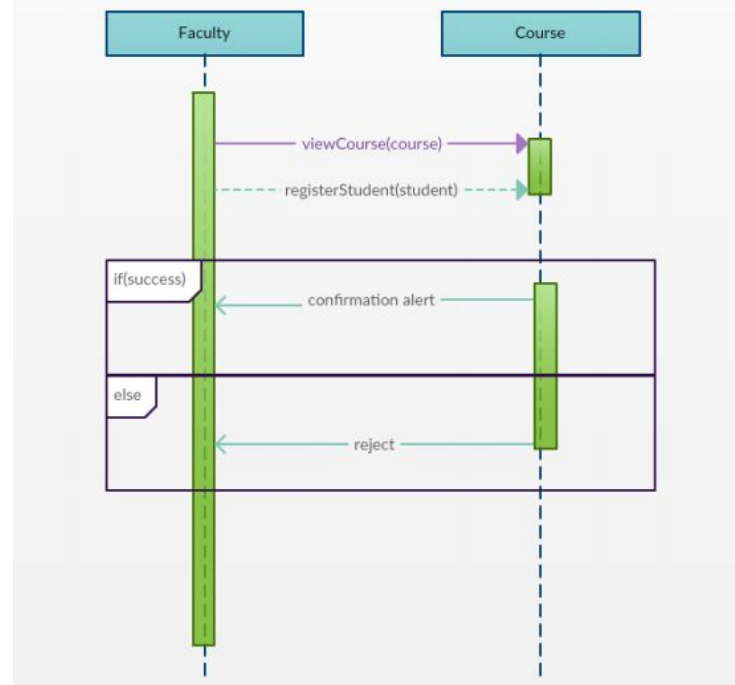 Faculty
Course
viewCourse(course)
registerStudent(student)
if(success)
confirmation alert
else
reject